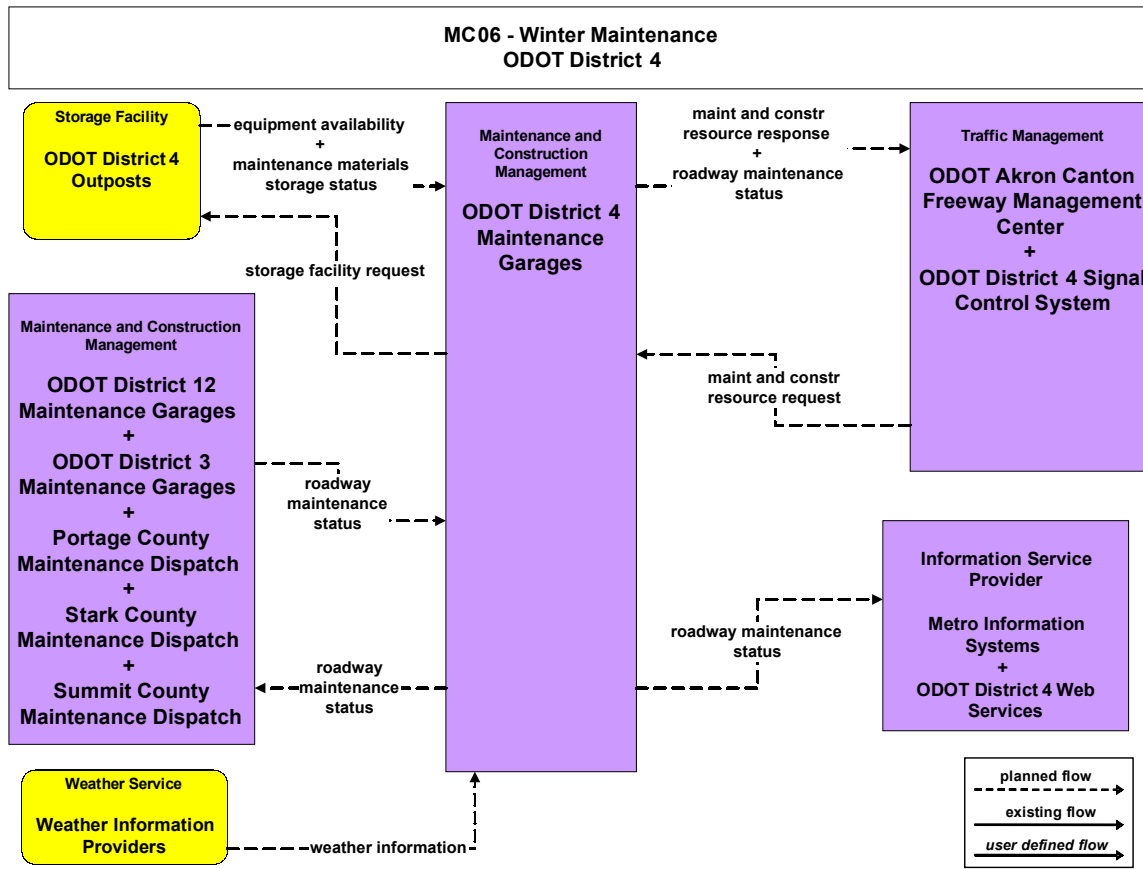 MC06 - Winter Maintenance
ODOT District 4
Storage Facility
ODOT District 4
Outposts
equipment availability
+
maintenance materials
storage status
storage facility request
Maintenance and
Construction
Management
ODOT District 4
Maintenance
Garages
maint and constr
resource response
+
roadway maintenance
status
Traffic Management
ODOT Akron Canton
Freeway Management
Center
+
ODOT District 4 Signal
Control System
maint and constr
resource request
Maintenance and Construction
Management
ODOT District 12
Maintenance Garages
+
ODOT District 3
Maintenance Garages
+
Portage County
Maintenance Dispatch
+
Stark County
Maintenance Dispatch
+
Summit County
Maintenance Dispatch
roadway
maintenance
status
roadway
maintenance
status
roadway maintenance
status
Information Service
Provider
Metro Information
Systems
+
ODOT District 4 Web
Services
Weather Service
Weather Information
Providers
weather information
planned flow
existing flow
user defined flow